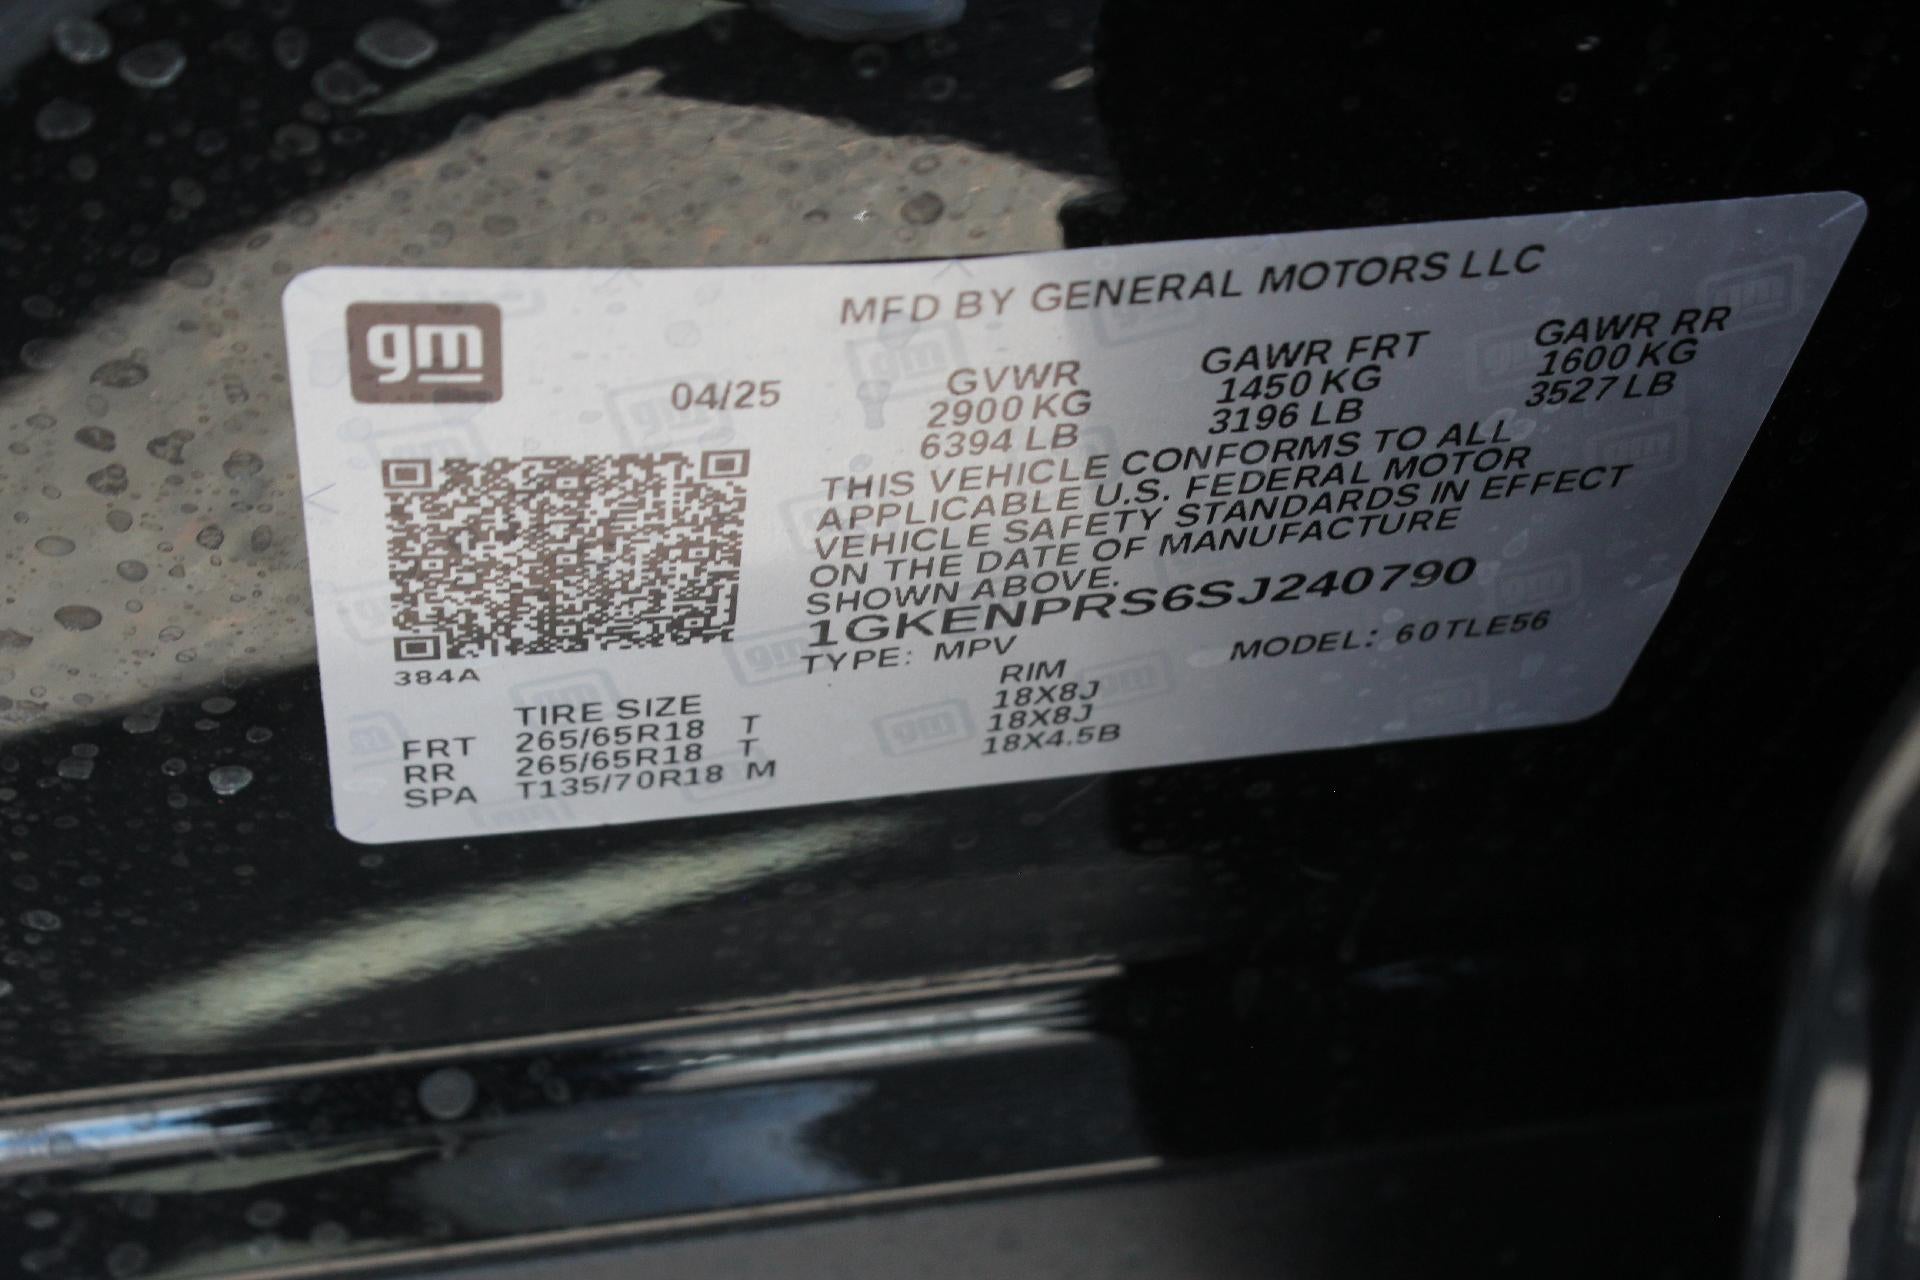 gm
MFD BY GENERAL MOTORS LLC
04/25
GVWR GAWR FRT GAWR RR
2900 KG 1450 KG 1600 KG
6394 LB 3196 LB 3527 LB
THIS VEHICLE CONFORMS TO ALL
APPLICABLE U.S. FEDERAL MOTOR
VEHICLE SAFETY STANDARDS IN EFFECT
ON THE DATE OF MANUFACTURE
SHOWN ABOVE.
1GKENPRS6SJ240790
TYPE: MPV MODEL: 60TLE56
384A
TIRE SIZE RIM
FRT 265/65R18 T 18X8J
RR 265/65R18 T 18X8J
SPA T135/70R18 M 18X4.5B